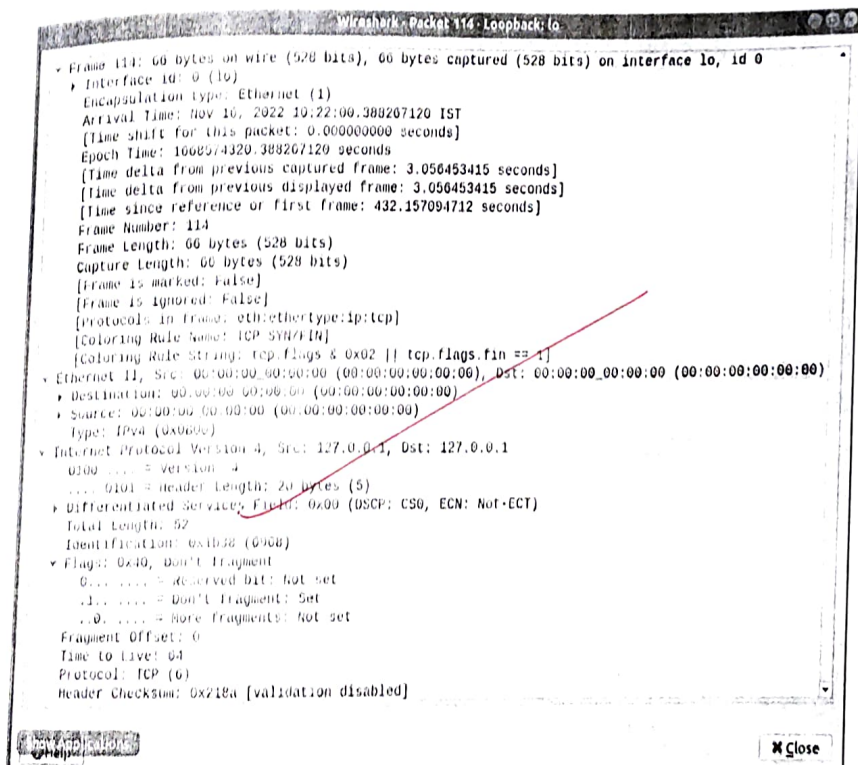 Wireshark · Packet 114 · Loopback: lo
Frame 114: 66 bytes on wire (528 bits), 66 bytes captured (528 bits) on interface lo, id 0
Interface id: 0 (lo)
Encapsulation type: Ethernet (1)
Arrival Time: Nov 16, 2022 10:22:00.388267120 IST
[Time shift for this packet: 0.000000000 seconds]
Epoch Time: 1668574320.388267120 seconds
[Time delta from previous captured frame: 3.056453415 seconds]
[Time delta from previous displayed frame: 3.056453415 seconds]
[Time since reference or first frame: 432.157094712 seconds]
Frame Number: 114
Frame Length: 66 bytes (528 bits)
Capture Length: 66 bytes (528 bits)
[Frame is marked: False]
[Frame is ignored: False]
[Protocols in frame: eth:ethertype:ip:tcp]
[Coloring Rule Name: TCP SYN/FIN]
[Coloring Rule String: tcp.flags & 0x02 || tcp.flags.fin == 1]
Ethernet II, Src: 00:00:00_00:00:00 (00:00:00:00:00:00), Dst: 00:00:00_00:00:00 (00:00:00:00:00:00)
Destination: 00:00:00_00:00:00 (00:00:00:00:00:00)
Source: 00:00:00_00:00:00 (00:00:00:00:00:00)
Type: IPv4 (0x0800)
Internet Protocol Version 4, Src: 127.0.0.1, Dst: 127.0.0.1
0100 .... = Version: 4
.... 0101 = Header Length: 20 bytes (5)
Differentiated Services Field: 0x00 (DSCP: CS0, ECN: Not-ECT)
Total Length: 52
Identification: 0x1b38 (6968)
Flags: 0x40, Don't fragment
0... .... = Reserved bit: Not set
.1.. .... = Don't fragment: Set
..0. .... = More fragments: Not set
Fragment Offset: 0
Time to Live: 64
Protocol: TCP (6)
Header Checksum: 0x218a [validation disabled]
Show Applications
Help
Close